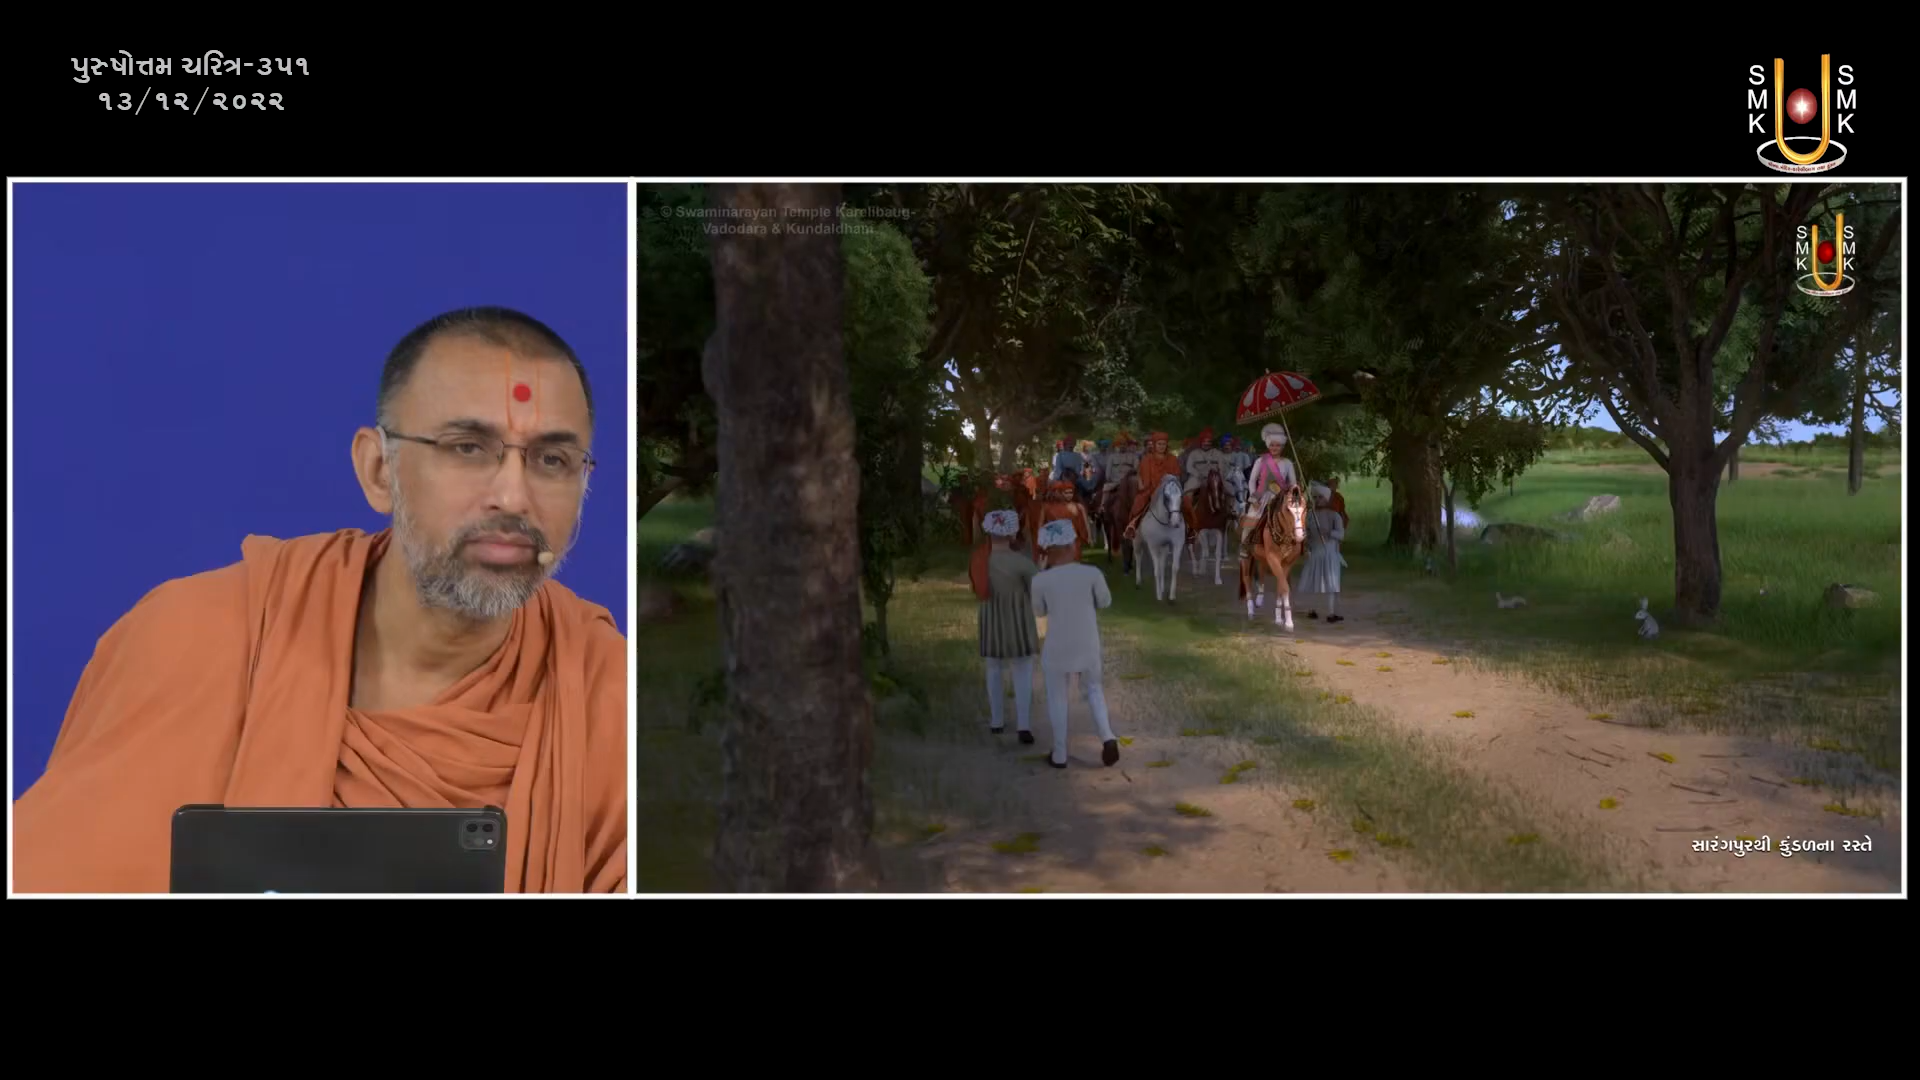 પુરુષોત્તમ ચરિત્ર-૩૫૧
૧૩/૧૨/૨૦૨૨
S S
M M
K K
© Swaminarayan Temple Karelibaug-
Vadodara & Kundaldham
S S
M M
K K
સારંગપુરથી કુંડળના રસ્તે